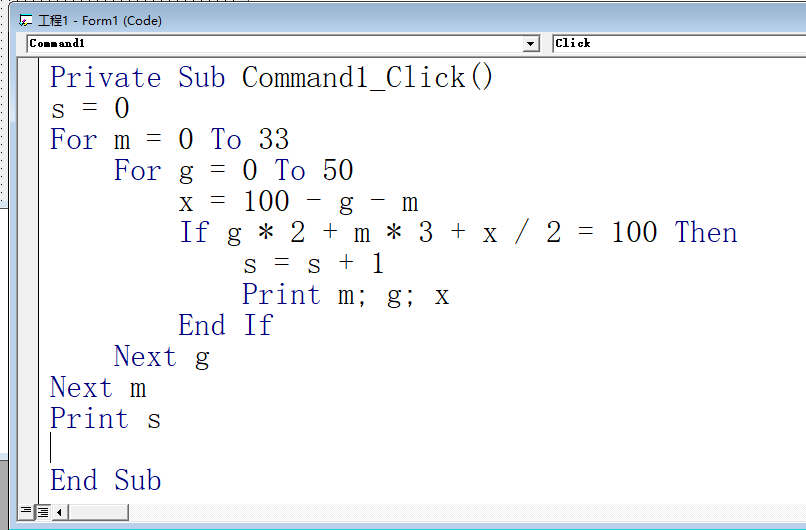 工程1 - Form1 (Code)
Command1 Click
Private Sub Command1_Click()
s = 0
For m = 0 To 33
For g = 0 To 50
x = 100 - g - m
If g * 2 + m * 3 + x / 2 = 100 Then
s = s + 1
Print m; g; x
End If
Next g
Next m
Print s
End Sub